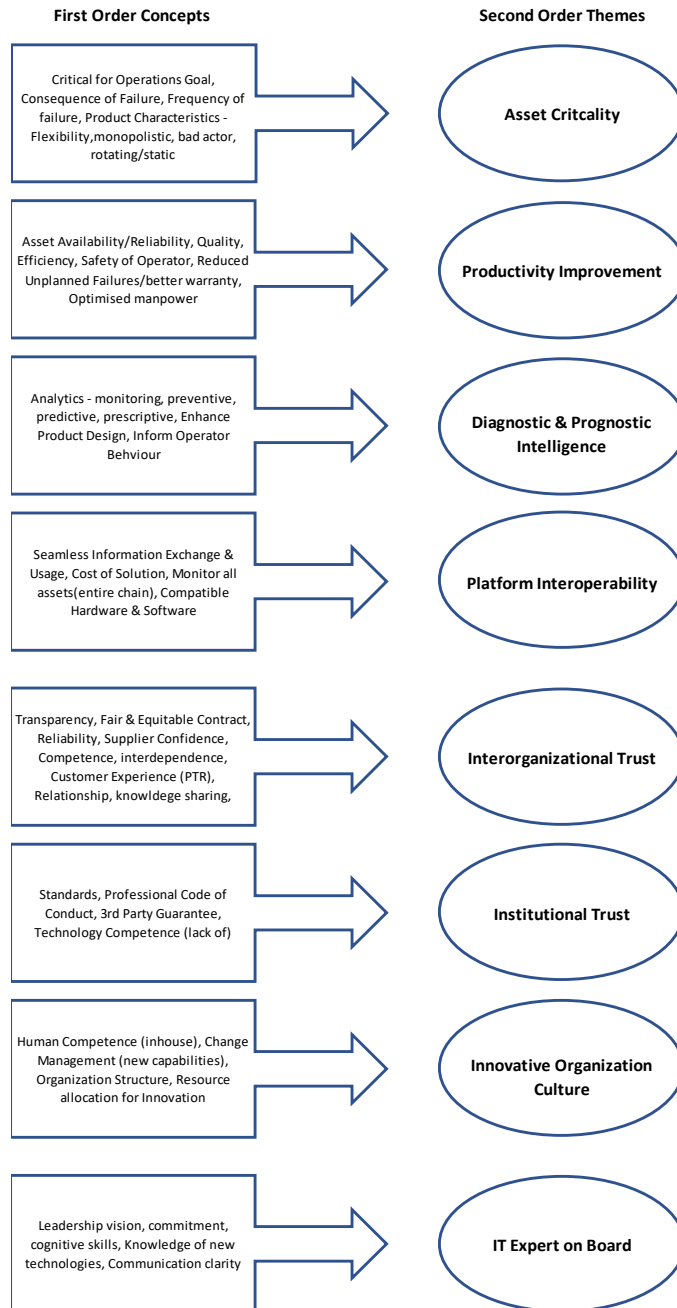 First Order Concepts
Second Order Themes
Critical for Operations Goal,
Consequence of Failure, Frequency of
failure, Product Characteristics -
Flexibility,monopolistic, bad actor,
rotating/static
Asset Critcality
Asset Availability/Reliability, Quality,
Efficiency, Safety of Operator, Reduced
Unplanned Failures/better warranty,
Optimised manpower
Productivity Improvement
Analytics - monitoring, preventive,
predictive, prescriptive, Enhance
Product Design, Inform Operator
Behviour
Diagnostic & Prognostic
Intelligence
Seamless Information Exchange &
Usage, Cost of Solution, Monitor all
assets(entire chain), Compatible
Hardware & Software
Platform Interoperability
Transparency, Fair & Equitable Contract,
Reliability, Supplier Confidence,
Competence, interdependence,
Customer Experience (PTR),
Relationship, knowldege sharing,
Interorganizational Trust
Standards, Professional Code of
Conduct, 3rd Party Guarantee,
Technology Competence (lack of)
Institutional Trust
Human Competence (inhouse), Change
Management (new capabilities),
Organization Structure, Resource
allocation for Innovation
Innovative Organization
Culture
Leadership vision, commitment,
cognitive skills, Knowledge of new
technologies, Communication clarity
IT Expert on Board